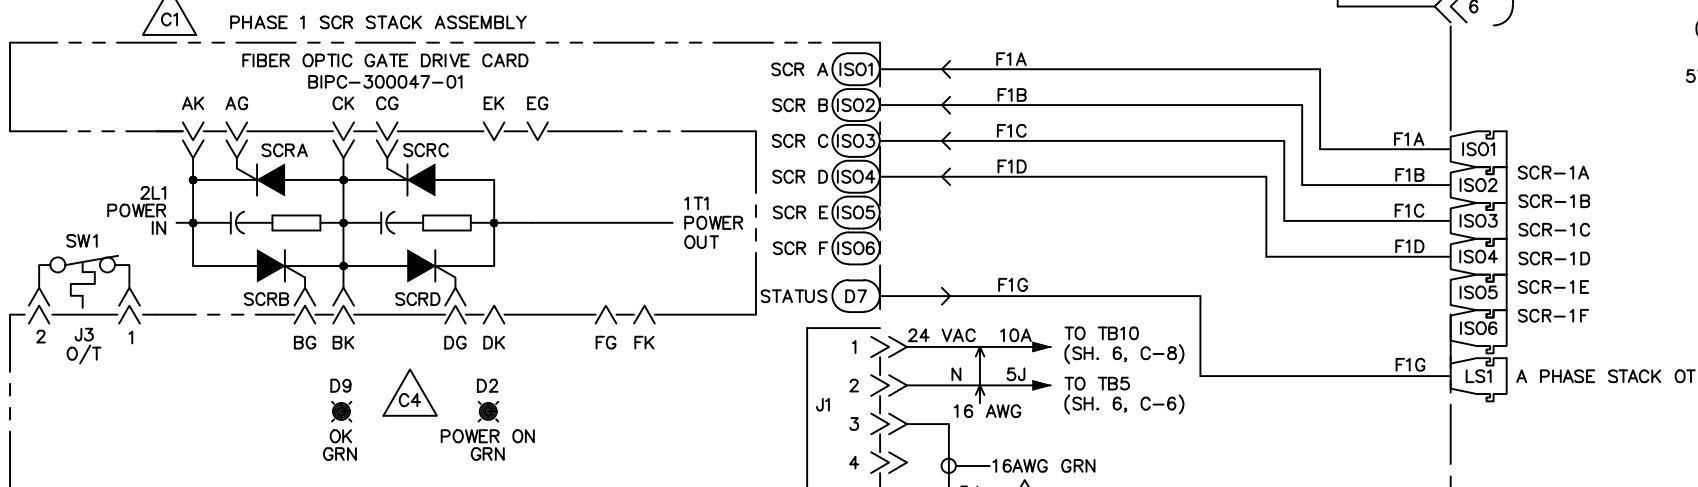 C1
PHASE 1 SCR STACK ASSEMBLY
6
FIBER OPTIC GATE DRIVE CARD
BIPC-300047-01
AK AG CK CG EK EG
SCRA SCRC
2L1
POWER
IN
1T1
POWER
OUT
SW1
SCRB SCRD
2 J3 1
O/T
BG BK DG DK FG FK
D9
OK
GRN
C4
D2
POWER ON
GRN
SCR A ISO1 F1A
SCR B ISO2 F1B
SCR C ISO3 F1C
SCR D ISO4 F1D
SCR E ISO5
SCR F ISO6
STATUS D7 F1G
F1A ISO1
SCR-1A
F1B ISO2
SCR-1B
F1C ISO3
SCR-1C
F1D ISO4
SCR-1D
ISO5
SCR-1E
ISO6
SCR-1F
F1G LS1 A PHASE STACK OT
J1
1 24 VAC 10A TO TB10
(SH. 6, C-8)
2 N 5J TO TB5
(SH. 6, C-6)
16 AWG
3
4
16AWG GRN